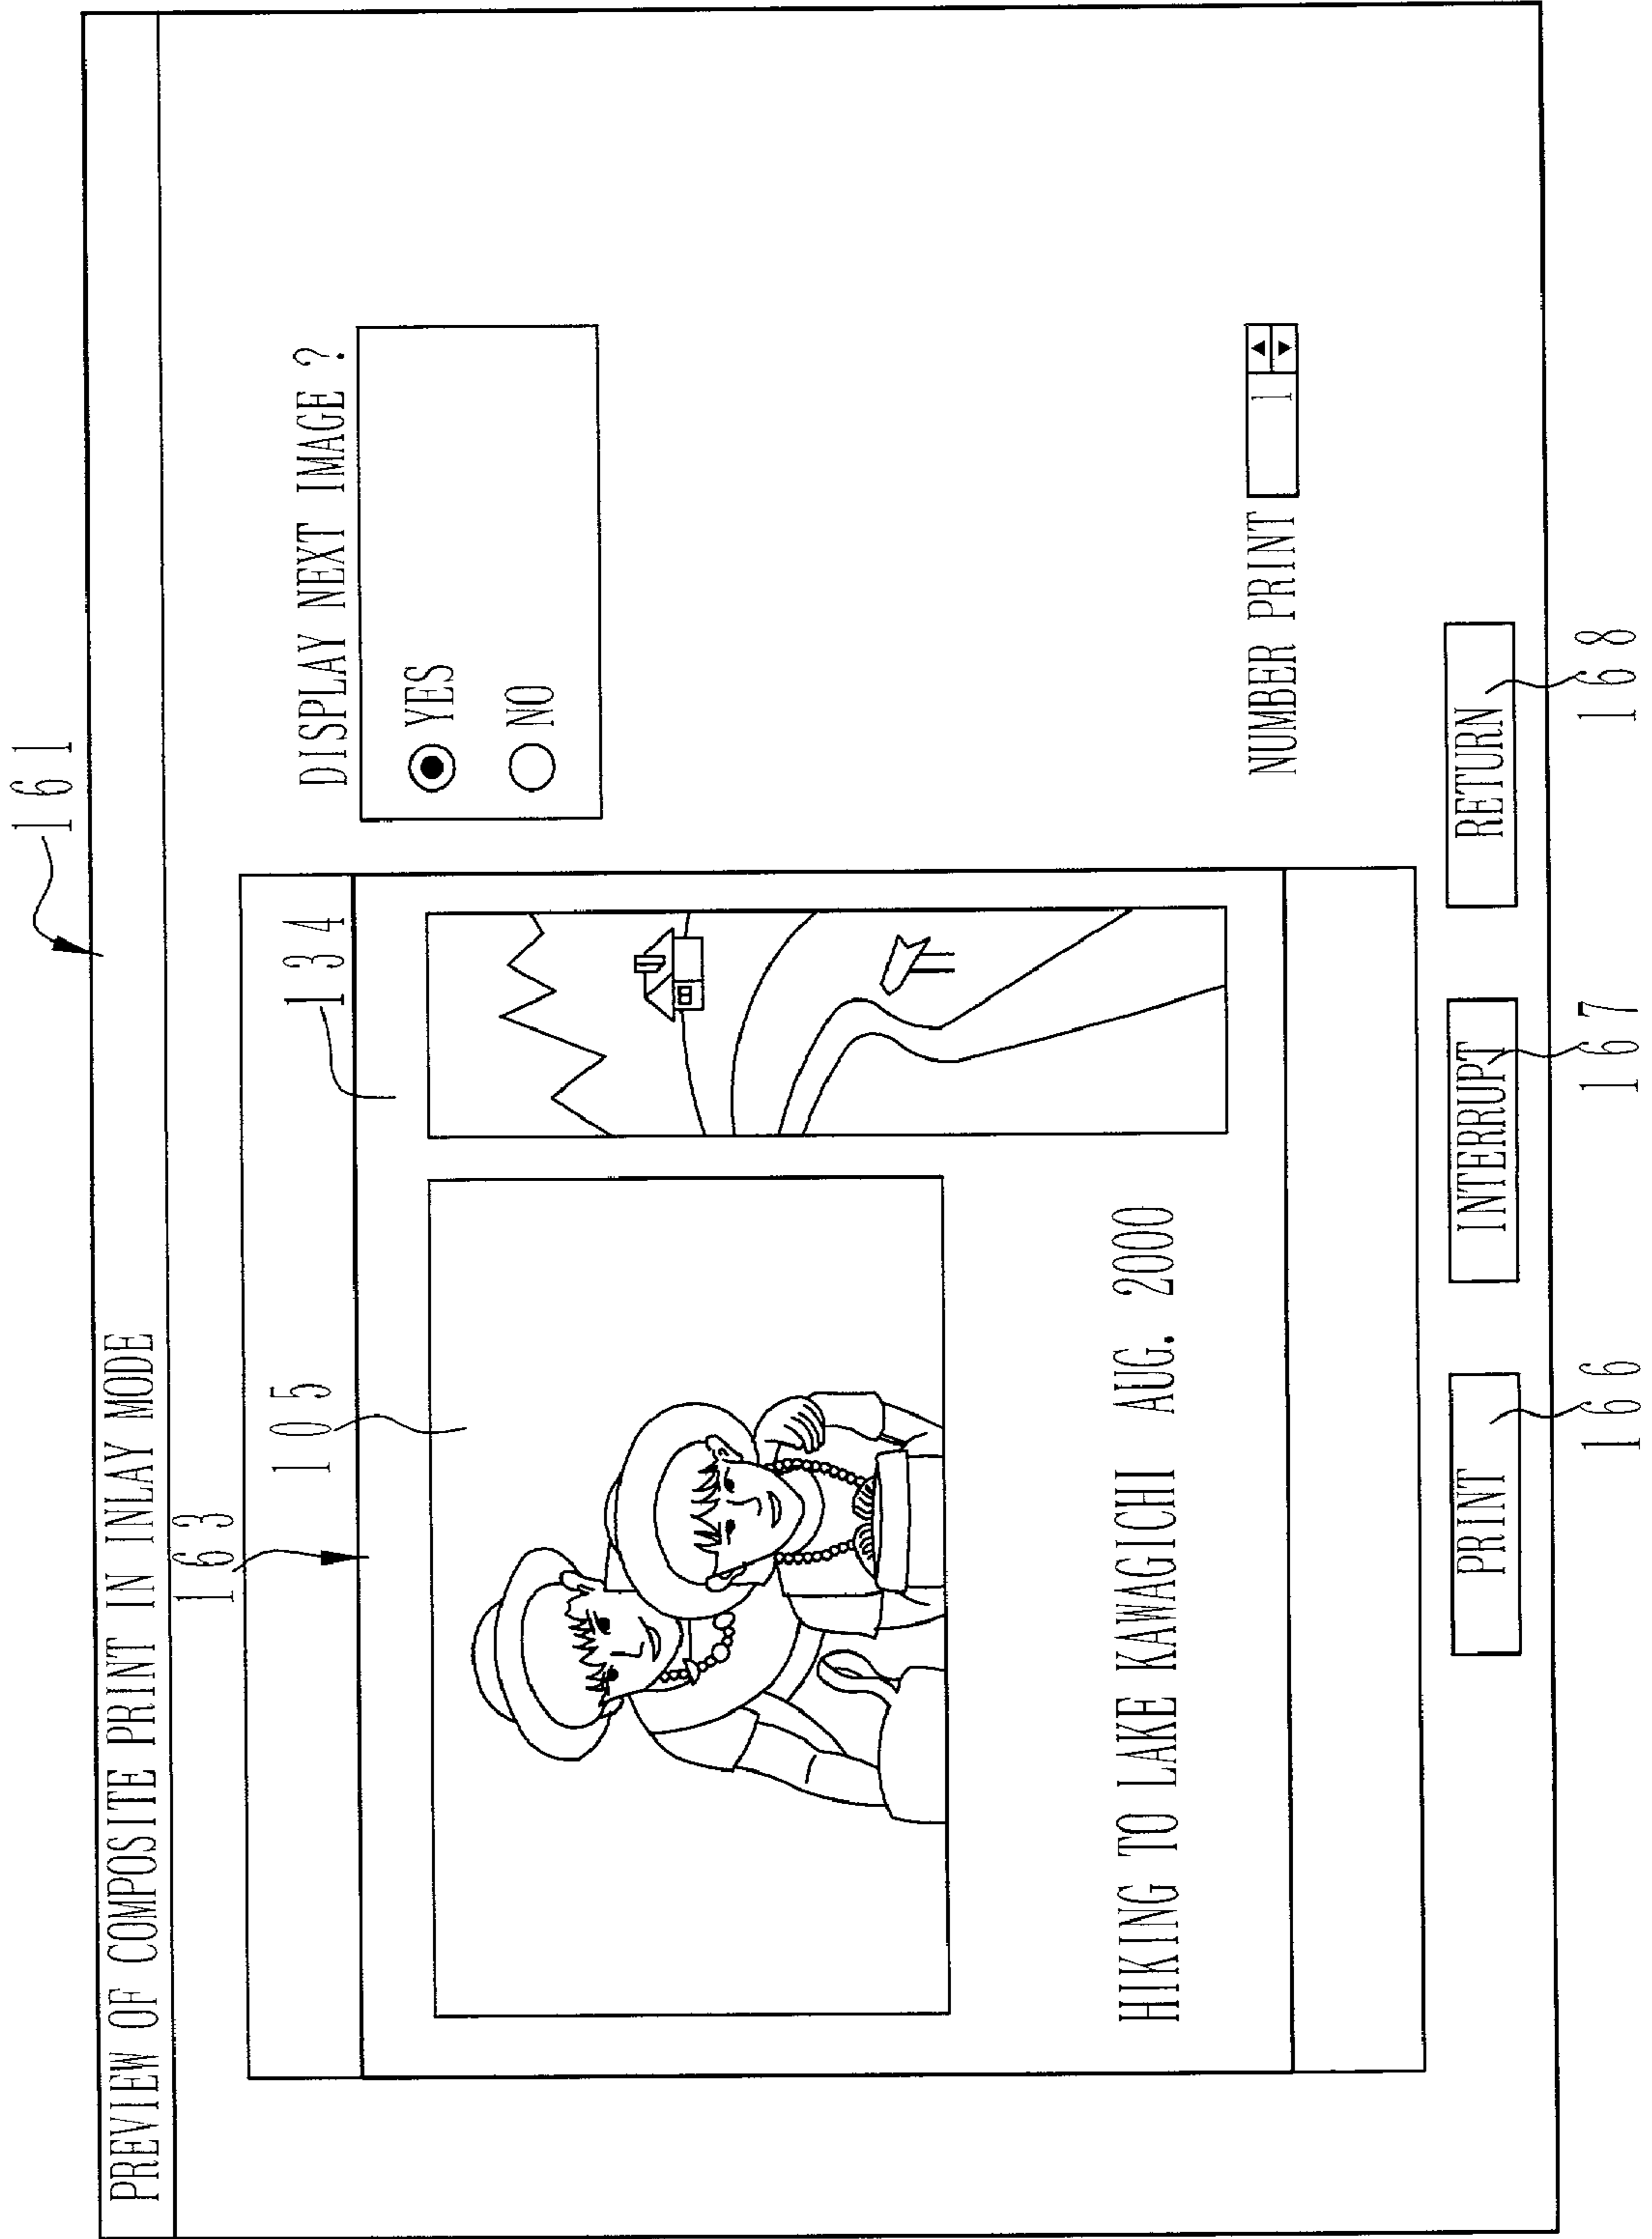 161
PREVIEW OF COMPOSITE PRINT IN INLAY MODE
163
105
134
DISPLAY NEXT IMAGE ?
YES
NO
HIKING TO LAKE KAWAGICHI AUG. 2000
NUMBER PRINT 1
PRINT
INTERRUPT
RETURN
166
167
168